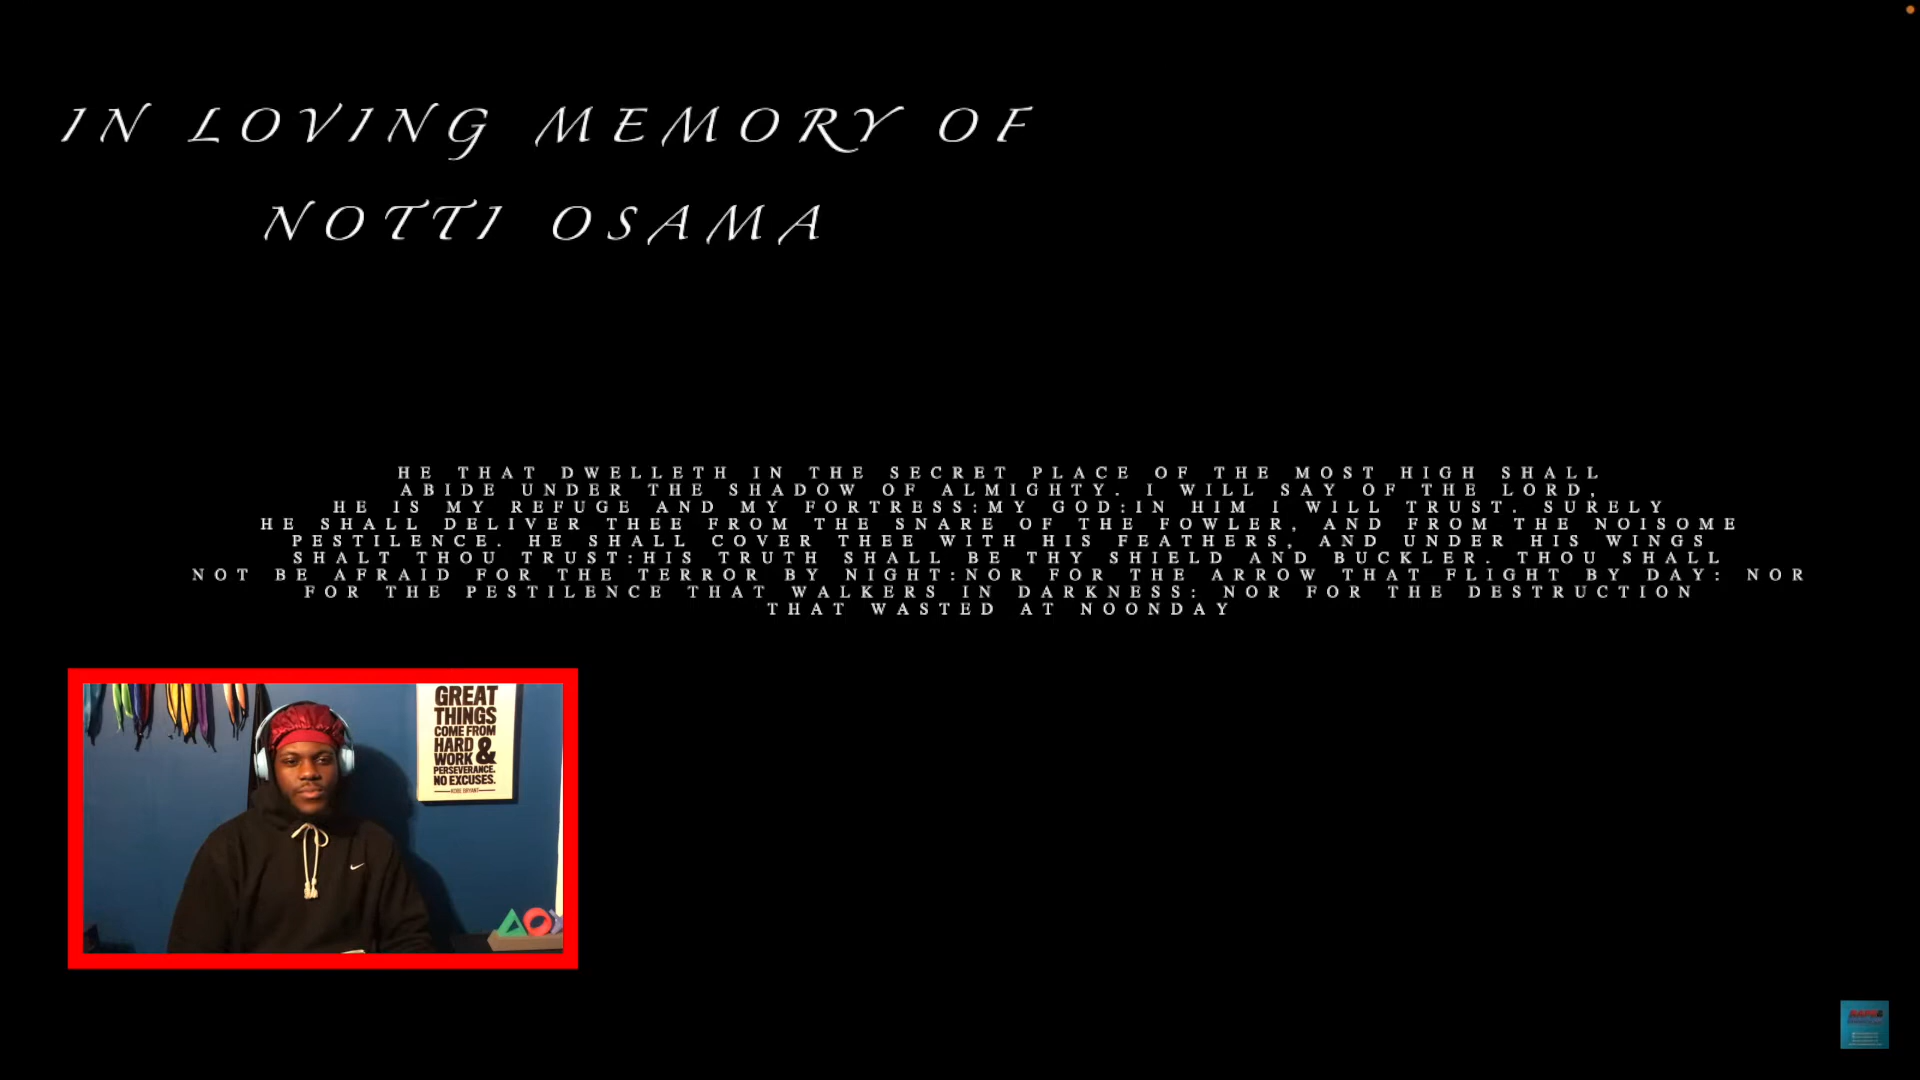 IN LOVING MEMORY OF
NOTTI OSAMA
HE THAT DWELLETH IN THE SECRET PLACE OF THE MOST HIGH SHALL
ABIDE UNDER THE SHADOW OF ALMIGHTY. I WILL SAY OF THE LORD,
HE IS MY REFUGE AND MY FORTRESS:MY GOD:IN HIM I WILL TRUST. SURELY
HE SHALL DELIVER THEE FROM THE SNARE OF THE FOWLER, AND FROM THE NOISOME
PESTILENCE. HE SHALL COVER THEE WITH HIS FEATHERS, AND UNDER HIS WINGS
SHALT THOU TRUST:HIS TRUTH SHALL BE THY SHIELD AND BUCKLER. THOU SHALL
NOT BE AFRAID FOR THE TERROR BY NIGHT:NOR FOR THE ARROW THAT FLIGHT BY DAY: NOR
FOR THE PESTILENCE THAT WALKERS IN DARKNESS: NOR FOR THE DESTRUCTION
THAT WASTED AT NOONDAY
GREAT
THINGS
COME FROM
HARD &
WORK
PERSEVERANCE.
NO EXCUSES.
KOBE BRYANT